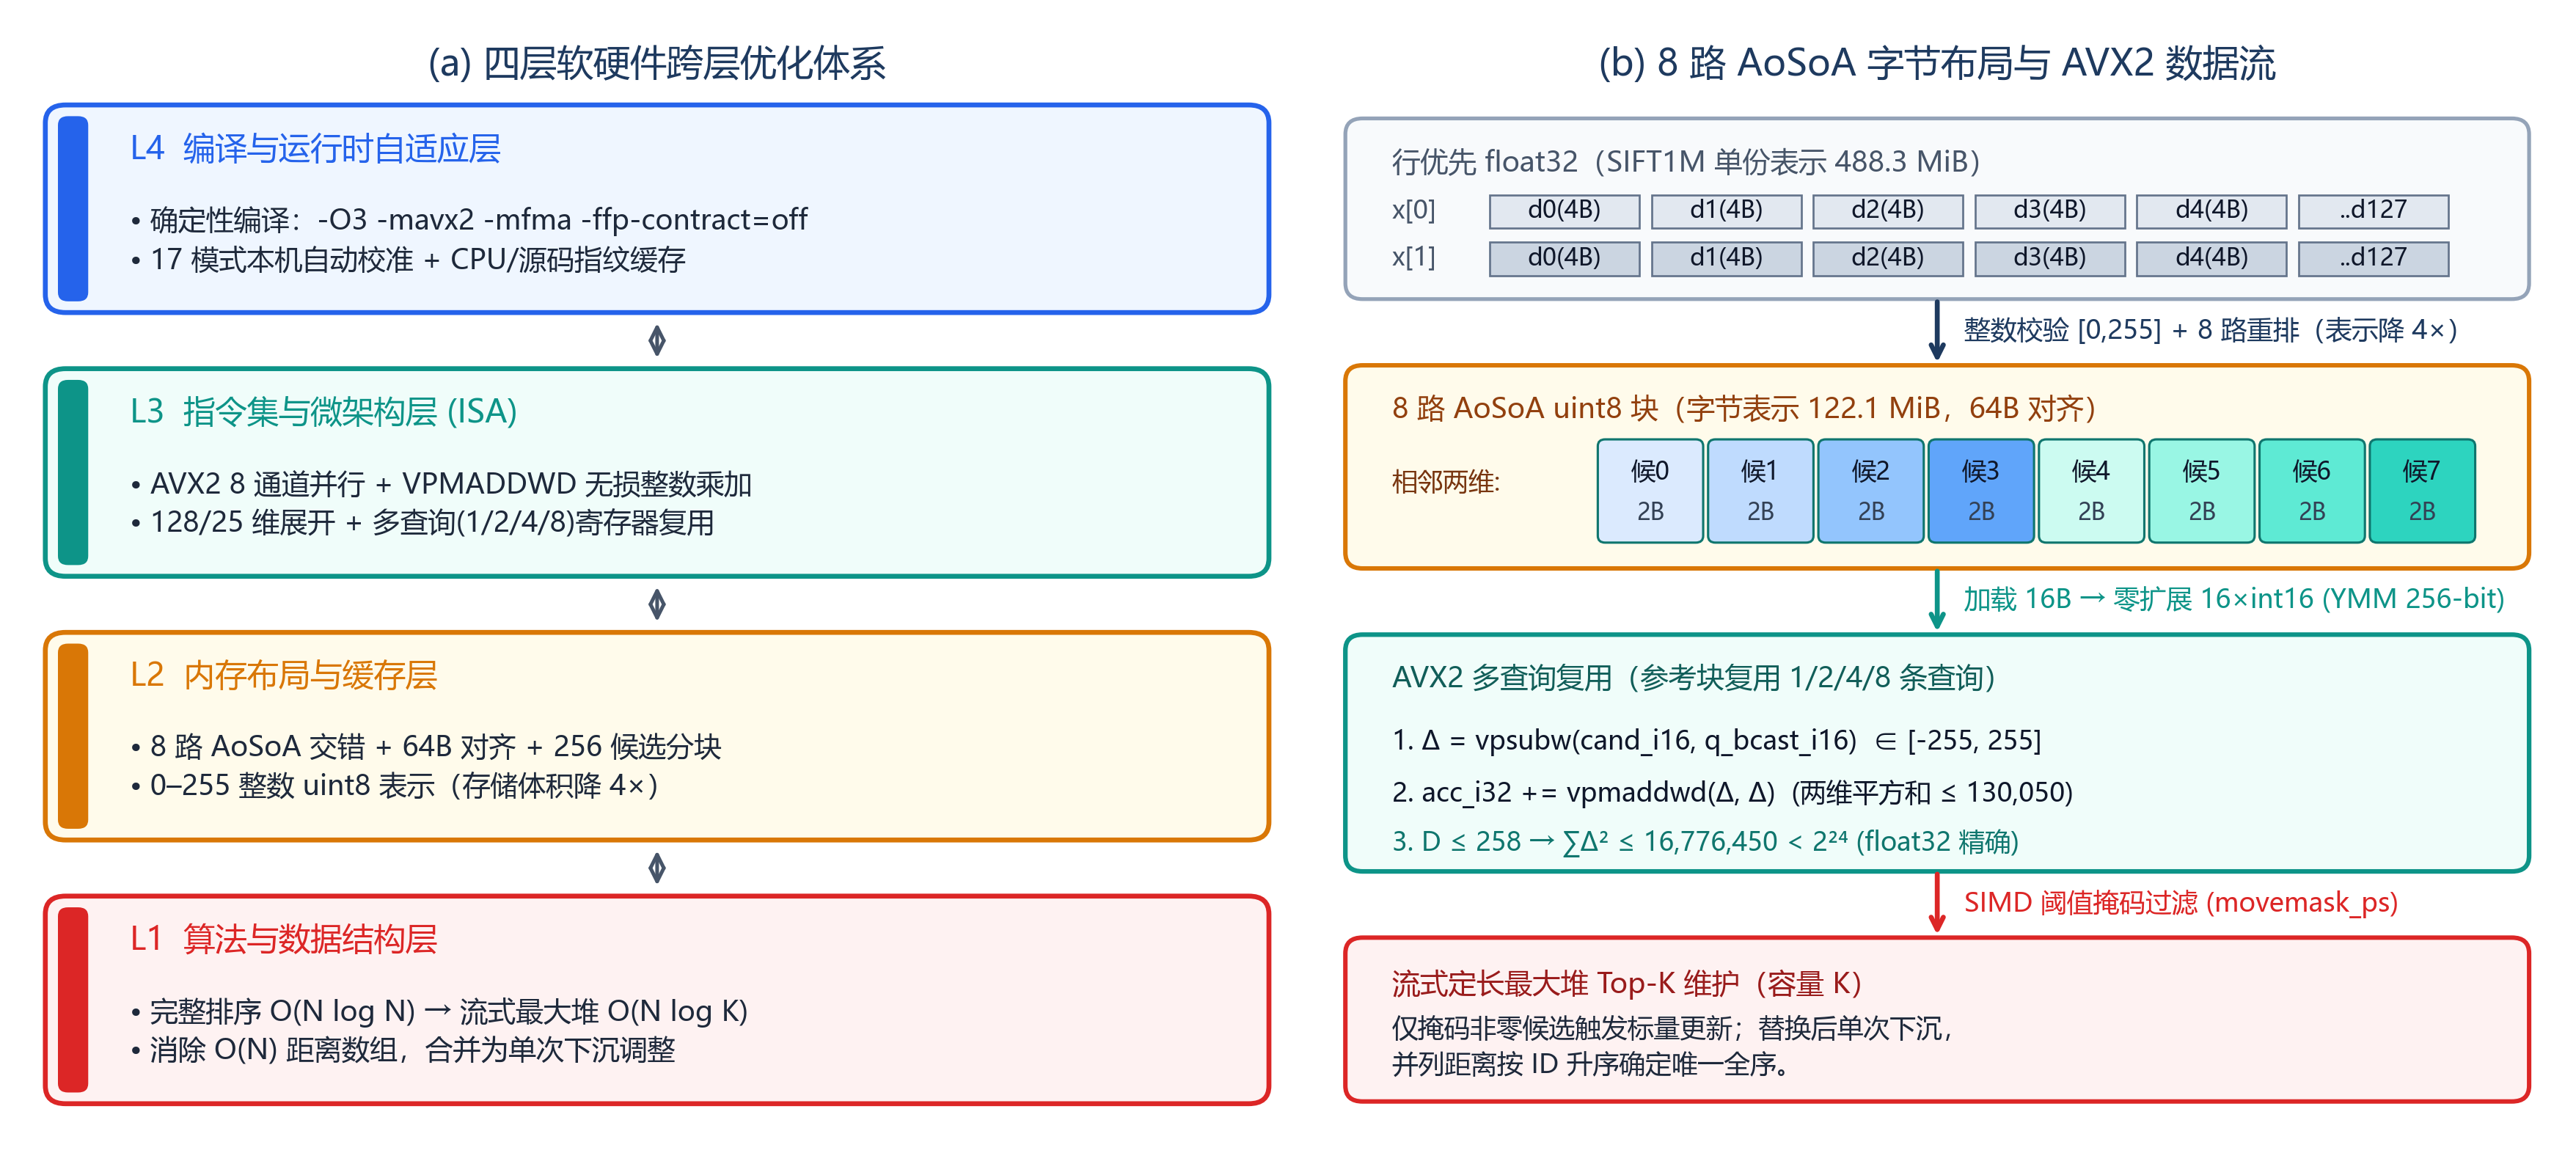 (a) 四层软硬件跨层优化体系
L4 编译与运行时自适应层
• 确定性编译：-O3 -mavx2 -mfma -ffp-contract=off
• 17 模式本机自动校准 + CPU/源码指纹缓存
L3 指令集与微架构层 (ISA)
• AVX2 8 通道并行 + VPMADDWD 无损整数乘加
• 128/25 维展开 + 多查询(1/2/4/8)寄存器复用
L2 内存布局与缓存层
• 8 路 AoSoA 交错 + 64B 对齐 + 256 候选分块
• 0–255 整数 uint8 表示（存储体积降 4×）
L1 算法与数据结构层
• 完整排序 O(N log N) → 流式最大堆 O(N log K)
• 消除 O(N) 距离数组，合并为单次下沉调整
(b) 8 路 AoSoA 字节布局与 AVX2 数据流
行优先 float32（SIFT1M 单份表示 488.3 MiB）
x[0] d0(4B) d1(4B) d2(4B) d3(4B) d4(4B) ..d127
x[1] d0(4B) d1(4B) d2(4B) d3(4B) d4(4B) ..d127
整数校验 [0,255] + 8 路重排（表示降 4×）
8 路 AoSoA uint8 块（字节表示 122.1 MiB，64B 对齐）
相邻两维:
候0 候1 候2 候3 候4 候5 候6 候7
2B 2B 2B 2B 2B 2B 2B 2B
加载 16B → 零扩展 16×int16 (YMM 256-bit)
AVX2 多查询复用（参考块复用 1/2/4/8 条查询）
1. Δ = vpsubw(cand_i16, q_bcast_i16) ∈ [-255, 255]
2. acc_i32 += vpmaddwd(Δ, Δ) (两维平方和 ≤ 130,050)
3. D ≤ 258 → ∑Δ² ≤ 16,776,450 < 2²⁴ (float32 精确)
SIMD 阈值掩码过滤 (movemask_ps)
流式定长最大堆 Top-K 维护（容量 K）
仅掩码非零候选触发标量更新；替换后单次下沉，
并列距离按 ID 升序确定唯一全序。